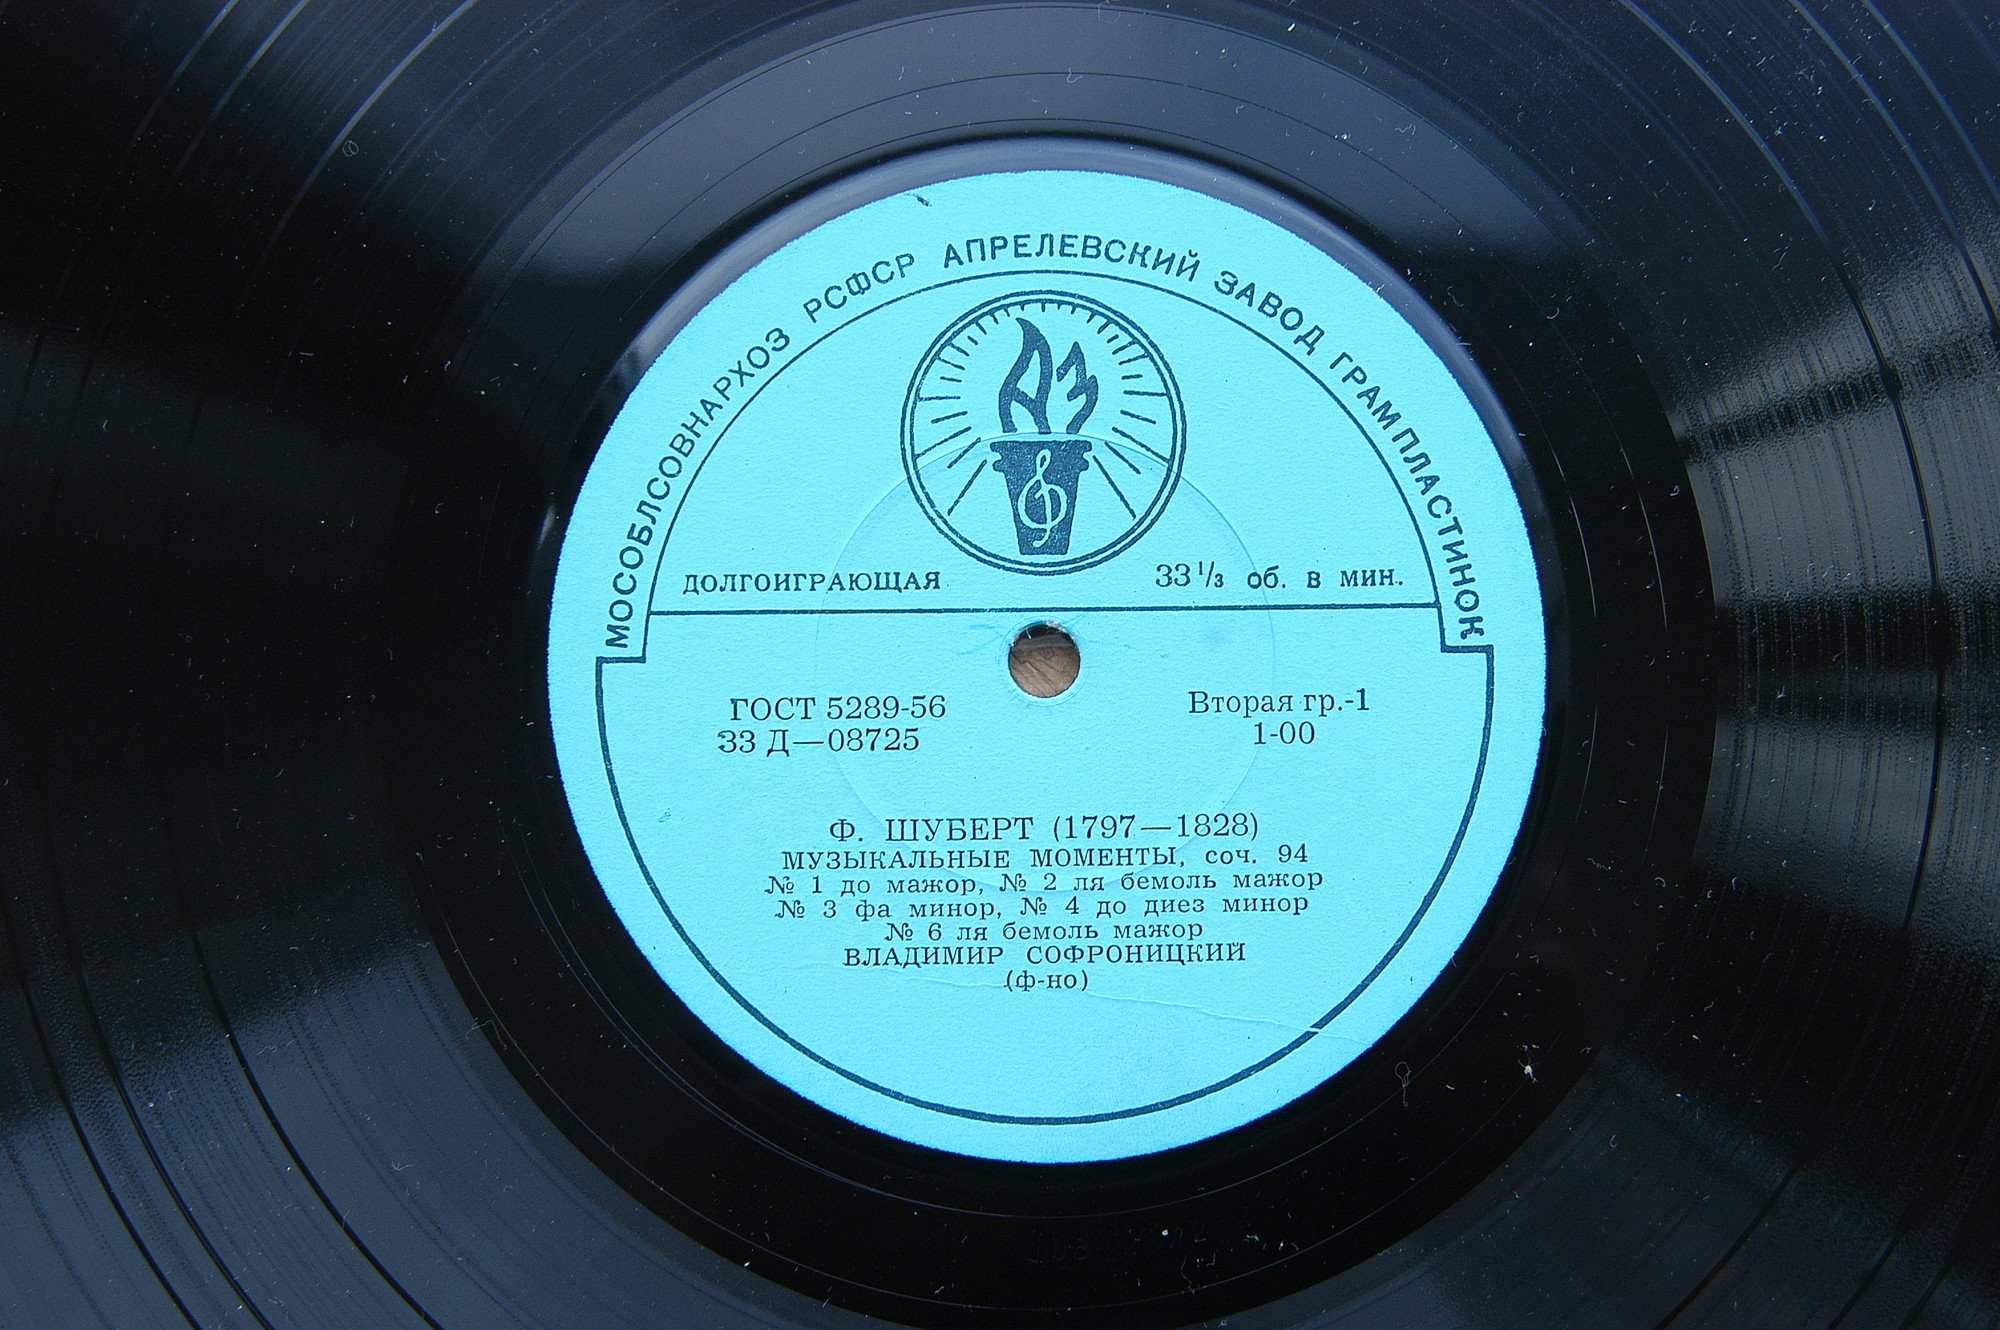 МОСОБЛСОВНАРХОЗ РСФСР АПРЕЛЕВСКИЙ ЗАВОД ГРАМПЛАСТИНОК
АЗ
ДОЛГОИГРАЮЩАЯ 33 1/3 об. в мин.
ГОСТ 5289-56 Вторая гр.-1
33 Д—08725 1-00
Ф. ШУБЕРТ (1797—1828)
МУЗЫКАЛЬНЫЕ МОМЕНТЫ, соч. 94
№ 1 до мажор, № 2 ля бемоль мажор
№ 3 фа минор, № 4 до диез минор
№ 6 ля бемоль мажор
ВЛАДИМИР СОФРОНИЦКИЙ
(ф-но)